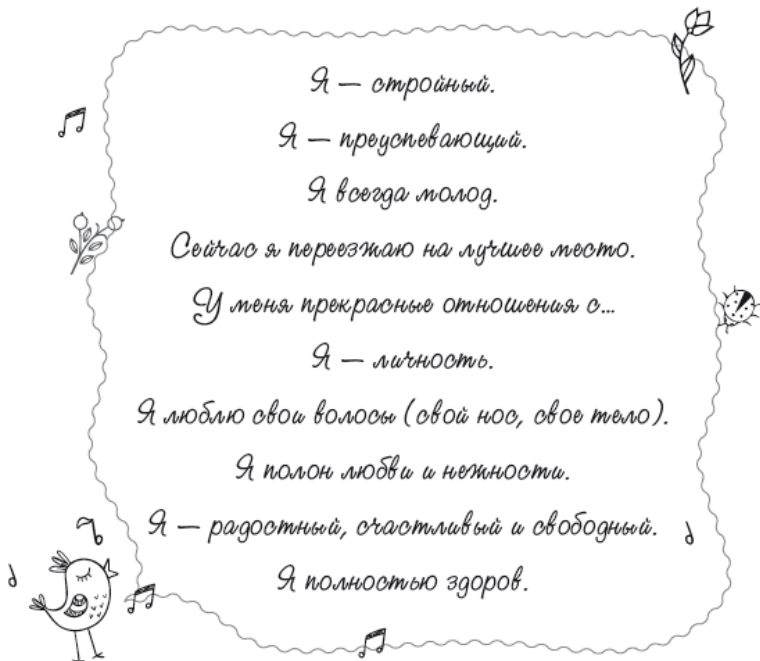 Я — стройный.
Я — преуспевающий.
Я всегда молод.
Сейчас я переезжаю на лучшее место.
У меня прекрасные отношения с...
Я — личность.
Я люблю свои волосы (свой нос, свое тело).
Я полон любви и нежности.
Я — радостный, счастливый и свободный.
Я полностью здоров.